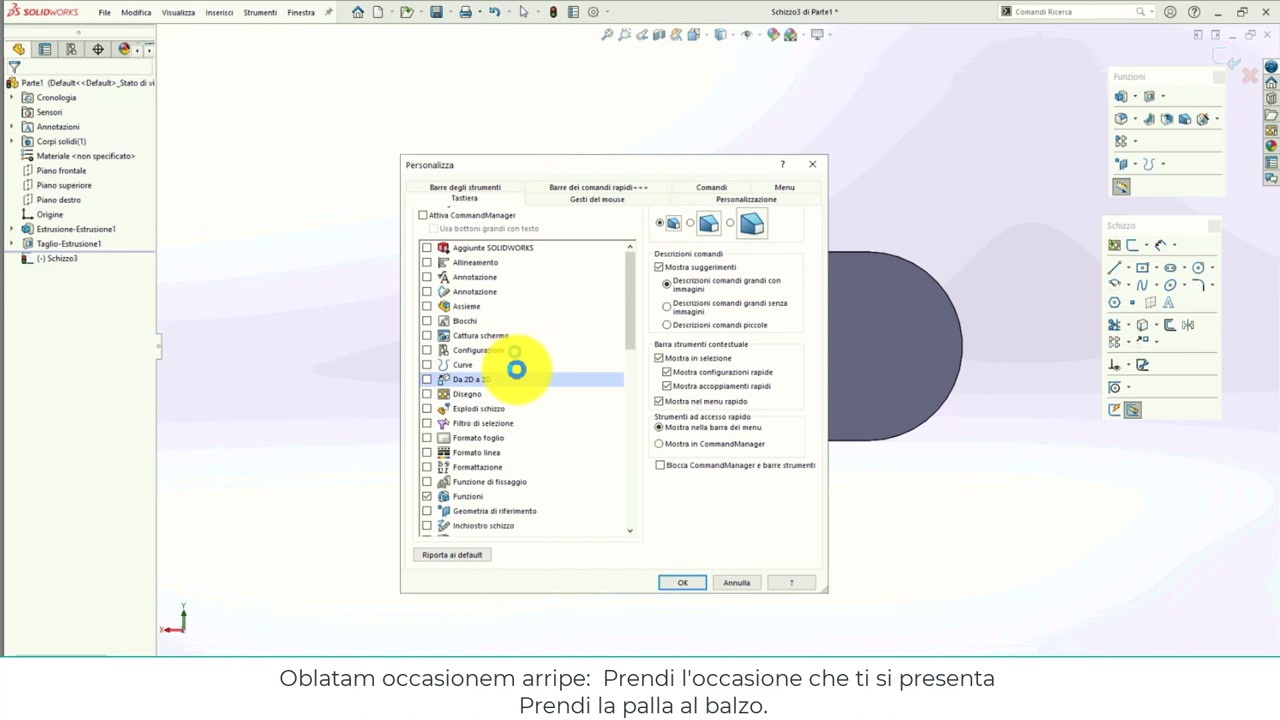 SOLIDWORKS File Modifica Visualizza Inserisci Strumenti Finestra Schizzo3 di Parte1 * Comandi Ricerca
Parte1 (Default<<Default>_Stato di vi
Cronologia
Sensori
Annotazioni
Corpi solidi(1)
Materiale <non specificato>
Piano frontale
Piano superiore
Piano destro
Origine
Estrusione-Estrusione1
Taglio-Estrusione1
(-) Schizzo3
Personalizza
Barre degli strumenti Barre dei comandi rapidi Comandi Menu
Tastiera Gesti del mouse Personalizzazione
Attiva CommandManager
Usa bottoni grandi con testo
Aggiunte SOLIDWORKS
Allineamento
Annotazione
Annotazione
Assieme
Blocchi
Cattura schermo
Configurazioni
Curve
Da 2D a 3D
Disegno
Esplodi schizzo
Filtro di selezione
Formato foglio
Formato linea
Formattazione
Funzione di fissaggio
Funzioni
Geometria di riferimento
Inchiostro schizzo
Riporta ai default
Descrizioni comandi
Mostra suggerimenti
Descrizioni comandi grandi con
immagini
Descrizioni comandi grandi senza
immagini
Descrizioni comandi piccole
Barra strumenti contestuale
Mostra in selezione
Mostra configurazioni rapide
Mostra accoppiamenti rapidi
Mostra nel menu rapido
Strumenti ad accesso rapido
Mostra nella barra dei menu
Mostra in CommandManager
Blocca CommandManager e barre strumenti
OK Annulla ?
Funzioni
Schizzo
Y
X
Oblatam occasionem arripe: Prendi l'occasione che ti si presenta
Prendi la palla al balzo.